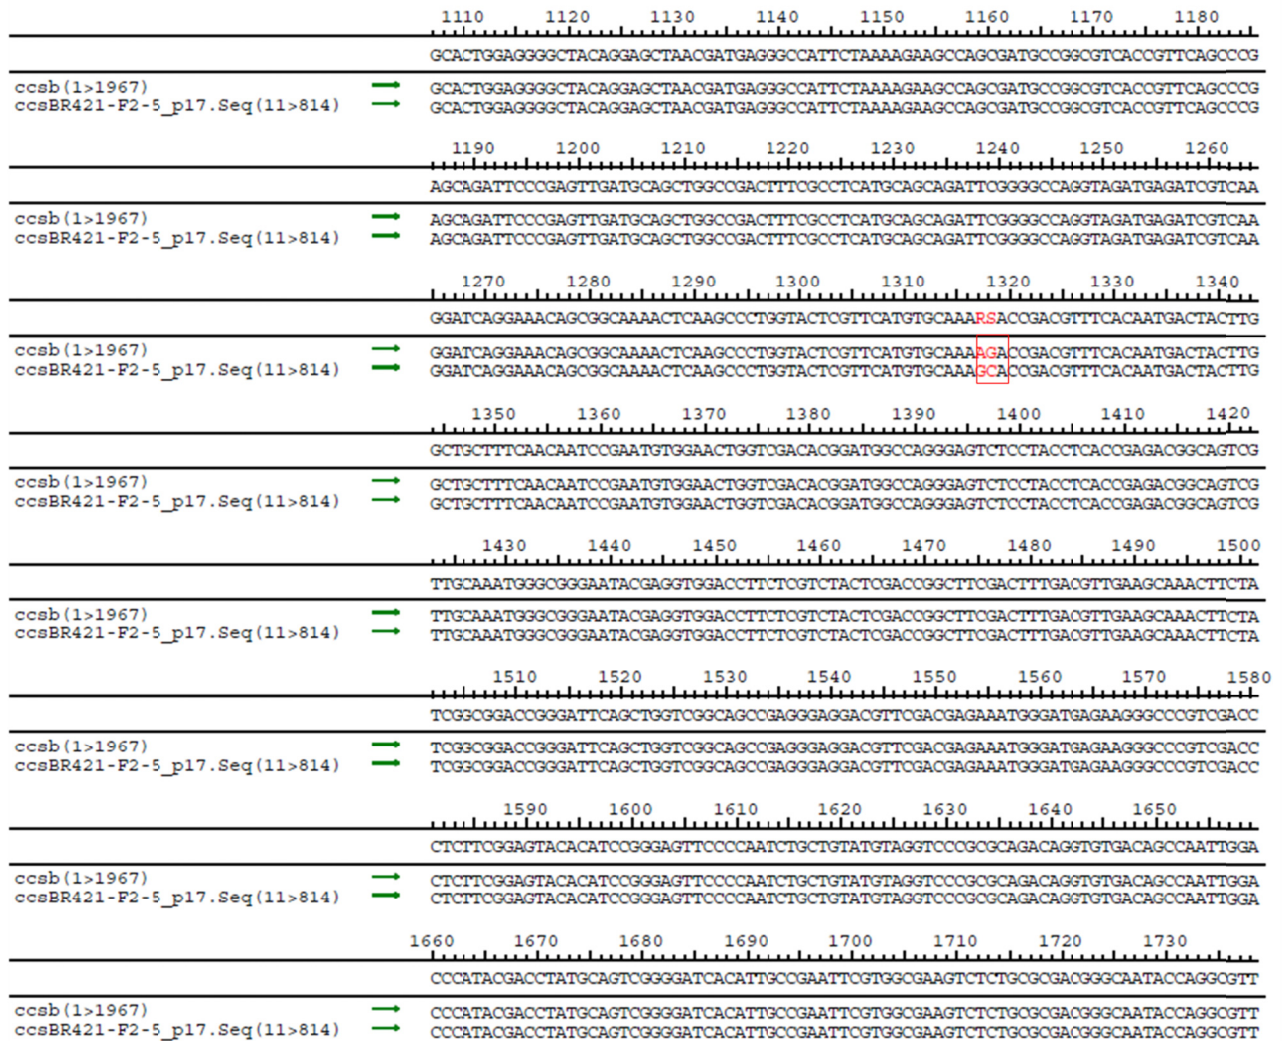 1110 1120 1130 1140 1150 1160 1170 1180
GCACTGGAGGGGCTACAGGAGCTAACGATGAGGGCCATTCTAAAAGAAGCCAGCGATGCCGGCGTCACCGTTCAGCCCG
ccsb(1>1967) GCACTGGAGGGGCTACAGGAGCTAACGATGAGGGCCATTCTAAAAGAAGCCAGCGATGCCGGCGTCACCGTTCAGCCCG
ccsBR421-F2-5_p17.Seq(11>814) GCACTGGAGGGGCTACAGGAGCTAACGATGAGGGCCATTCTAAAAGAAGCCAGCGATGCCGGCGTCACCGTTCAGCCCG
1190 1200 1210 1220 1230 1240 1250 1260
AGCAGATTCCCGAGTTGATGCAGCTGGCCGACTTTCGCCTCATGCAGCAGATTCGGGGCCAGGTAGATGAGATCGTCAA
ccsb(1>1967) AGCAGATTCCCGAGTTGATGCAGCTGGCCGACTTTCGCCTCATGCAGCAGATTCGGGGCCAGGTAGATGAGATCGTCAA
ccsBR421-F2-5_p17.Seq(11>814) AGCAGATTCCCGAGTTGATGCAGCTGGCCGACTTTCGCCTCATGCAGCAGATTCGGGGCCAGGTAGATGAGATCGTCAA
1270 1280 1290 1300 1310 1320 1330 1340
GGATCAGGAAACAGCGGCAAAACTCAAGCCCTGGTACTCGTTCATGTGCAAARSACCGACGTTTCACAATGACTACTTG
ccsb(1>1967) GGATCAGGAAACAGCGGCAAAACTCAAGCCCTGGTACTCGTTCATGTGCAAAAGACCGACGTTTCACAATGACTACTTG
ccsBR421-F2-5_p17.Seq(11>814) GGATCAGGAAACAGCGGCAAAACTCAAGCCCTGGTACTCGTTCATGTGCAAAGCACCGACGTTTCACAATGACTACTTG
1350 1360 1370 1380 1390 1400 1410 1420
GCTGCTTTCAACAATCCGAATGTGGAACTGGTCGACACGGATGGCCAGGGAGTCTCCTACCTCACCGAGACGGCAGTCG
ccsb(1>1967) GCTGCTTTCAACAATCCGAATGTGGAACTGGTCGACACGGATGGCCAGGGAGTCTCCTACCTCACCGAGACGGCAGTCG
ccsBR421-F2-5_p17.Seq(11>814) GCTGCTTTCAACAATCCGAATGTGGAACTGGTCGACACGGATGGCCAGGGAGTCTCCTACCTCACCGAGACGGCAGTCG
1430 1440 1450 1460 1470 1480 1490 1500
TTGCAAATGGGCGGGAATACGAGGTGGACCTTCTCGTCTACTCGACCGGCTTCGACTTTGACGTTGAAGCAAACTTCTA
ccsb(1>1967) TTGCAAATGGGCGGGAATACGAGGTGGACCTTCTCGTCTACTCGACCGGCTTCGACTTTGACGTTGAAGCAAACTTCTA
ccsBR421-F2-5_p17.Seq(11>814) TTGCAAATGGGCGGGAATACGAGGTGGACCTTCTCGTCTACTCGACCGGCTTCGACTTTGACGTTGAAGCAAACTTCTA
1510 1520 1530 1540 1550 1560 1570 1580
TCGGCGGACCGGGATTCAGCTGGTCGGCAGCCGAGGGAGGACGTTCGACGAGAAATGGGATGAGAAGGGCCCGTCGACC
ccsb(1>1967) TCGGCGGACCGGGATTCAGCTGGTCGGCAGCCGAGGGAGGACGTTCGACGAGAAATGGGATGAGAAGGGCCCGTCGACC
ccsBR421-F2-5_p17.Seq(11>814) TCGGCGGACCGGGATTCAGCTGGTCGGCAGCCGAGGGAGGACGTTCGACGAGAAATGGGATGAGAAGGGCCCGTCGACC
1590 1600 1610 1620 1630 1640 1650
CTCTTCGGAGTACACATCCGGGAGTTCCCCAATCTGCTGTATGTAGGTCCCGCGCAGACAGGTGTGACAGCCAATTGGA
ccsb(1>1967) CTCTTCGGAGTACACATCCGGGAGTTCCCCAATCTGCTGTATGTAGGTCCCGCGCAGACAGGTGTGACAGCCAATTGGA
ccsBR421-F2-5_p17.Seq(11>814) CTCTTCGGAGTACACATCCGGGAGTTCCCCAATCTGCTGTATGTAGGTCCCGCGCAGACAGGTGTGACAGCCAATTGGA
1660 1670 1680 1690 1700 1710 1720 1730
CCCATACGACCTATGCAGTCGGGGATCACATTGCCGAATTCGTGGCGAAGTCTCTGCGCGACGGGCAATACCAGGCGTT
ccsb(1>1967) CCCATACGACCTATGCAGTCGGGGATCACATTGCCGAATTCGTGGCGAAGTCTCTGCGCGACGGGCAATACCAGGCGTT
ccsBR421-F2-5_p17.Seq(11>814) CCCATACGACCTATGCAGTCGGGGATCACATTGCCGAATTCGTGGCGAAGTCTCTGCGCGACGGGCAATACCAGGCGTT